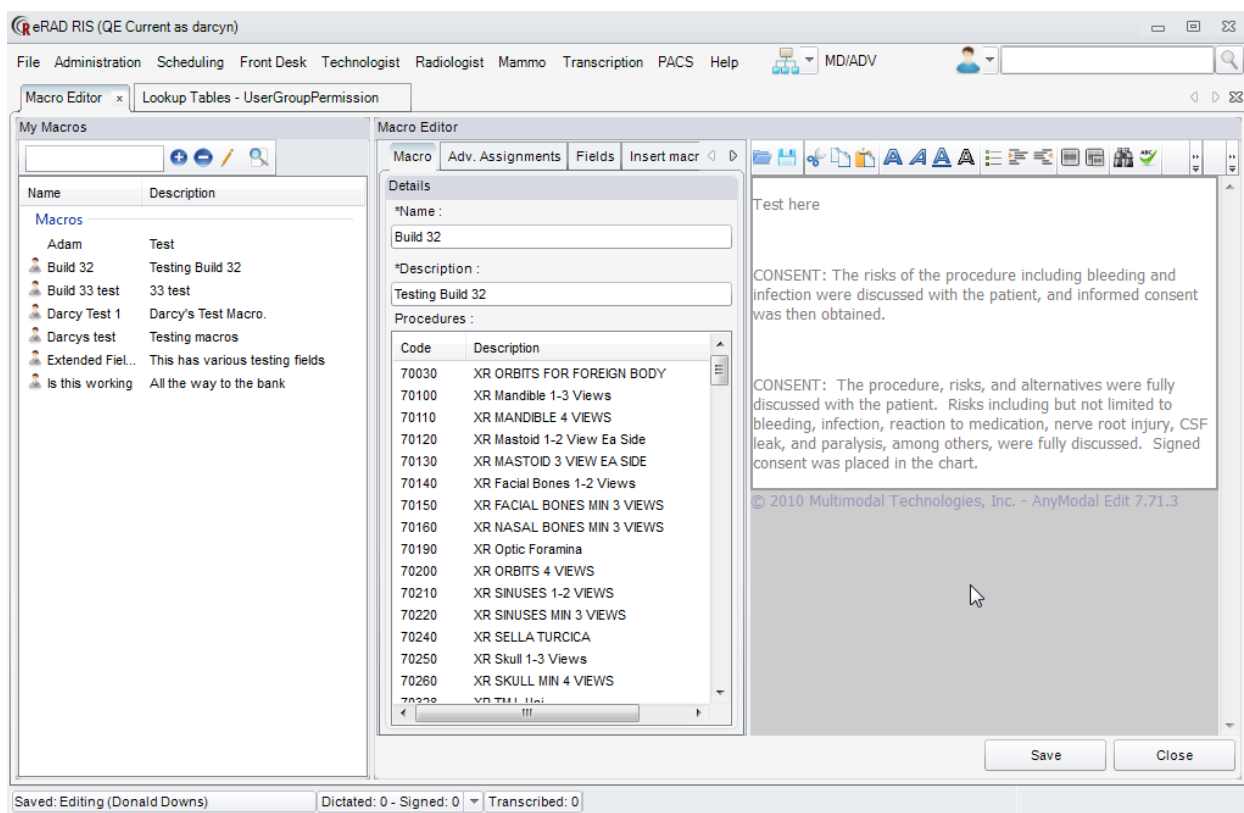 eRAD RIS (QE Current as darcyn)
File Administration Scheduling Front Desk Technologist Radiologist Mammo Transcription PACS Help MD/ADV
Macro Editor x Lookup Tables - UserGroupPermission
My Macros
Name Description
Macros
Adam Test
Build 32 Testing Build 32
Build 33 test 33 test
Darcy Test 1 Darcy's Test Macro.
Darcys test Testing macros
Extended Fiel... This has various testing fields
Is this working All the way to the bank
Macro Editor
Macro Adv. Assignments Fields Insert macr
Details
*Name :
Build 32
*Description :
Testing Build 32
Procedures :
Code Description
70030 XR ORBITS FOR FOREIGN BODY
70100 XR Mandible 1-3 Views
70110 XR MANDIBLE 4 VIEWS
70120 XR Mastoid 1-2 View Ea Side
70130 XR MASTOID 3 VIEW EA SIDE
70140 XR Facial Bones 1-2 Views
70150 XR FACIAL BONES MIN 3 VIEWS
70160 XR NASAL BONES MIN 3 VIEWS
70190 XR Optic Foramina
70200 XR ORBITS 4 VIEWS
70210 XR SINUSES 1-2 VIEWS
70220 XR SINUSES MIN 3 VIEWS
70240 XR SELLA TURCICA
70250 XR Skull 1-3 Views
70260 XR SKULL MIN 4 VIEWS
Test here
CONSENT: The risks of the procedure including bleeding and
infection were discussed with the patient, and informed consent
was then obtained.
CONSENT:  The procedure, risks, and alternatives were fully
discussed with the patient.  Risks including but not limited to
bleeding, infection, reaction to medication, nerve root injury, CSF
leak, and paralysis, among others, were fully discussed.  Signed
consent was placed in the chart.
© 2010 Multimodal Technologies, Inc. - AnyModal Edit 7.71.3
Save Close
Saved: Editing (Donald Downs) Dictated: 0 - Signed: 0 Transcribed: 0